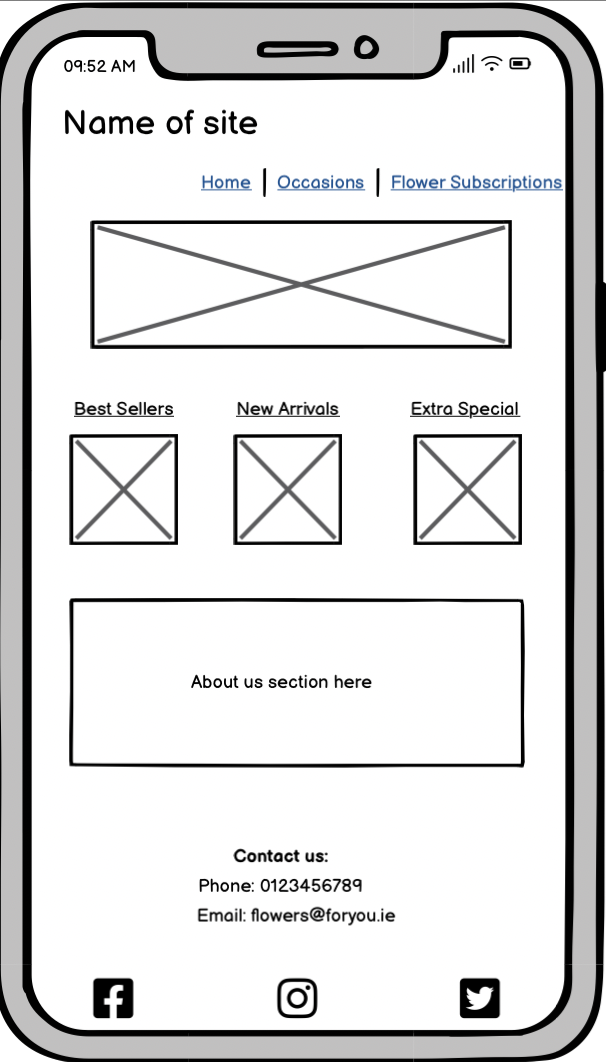 09:52 AM
Name of site
Home | Occasions | Flower Subscriptions
Best Sellers New Arrivals Extra Special
About us section here
Contact us:
Phone: 0123456789
Email: flowers@foryou.ie